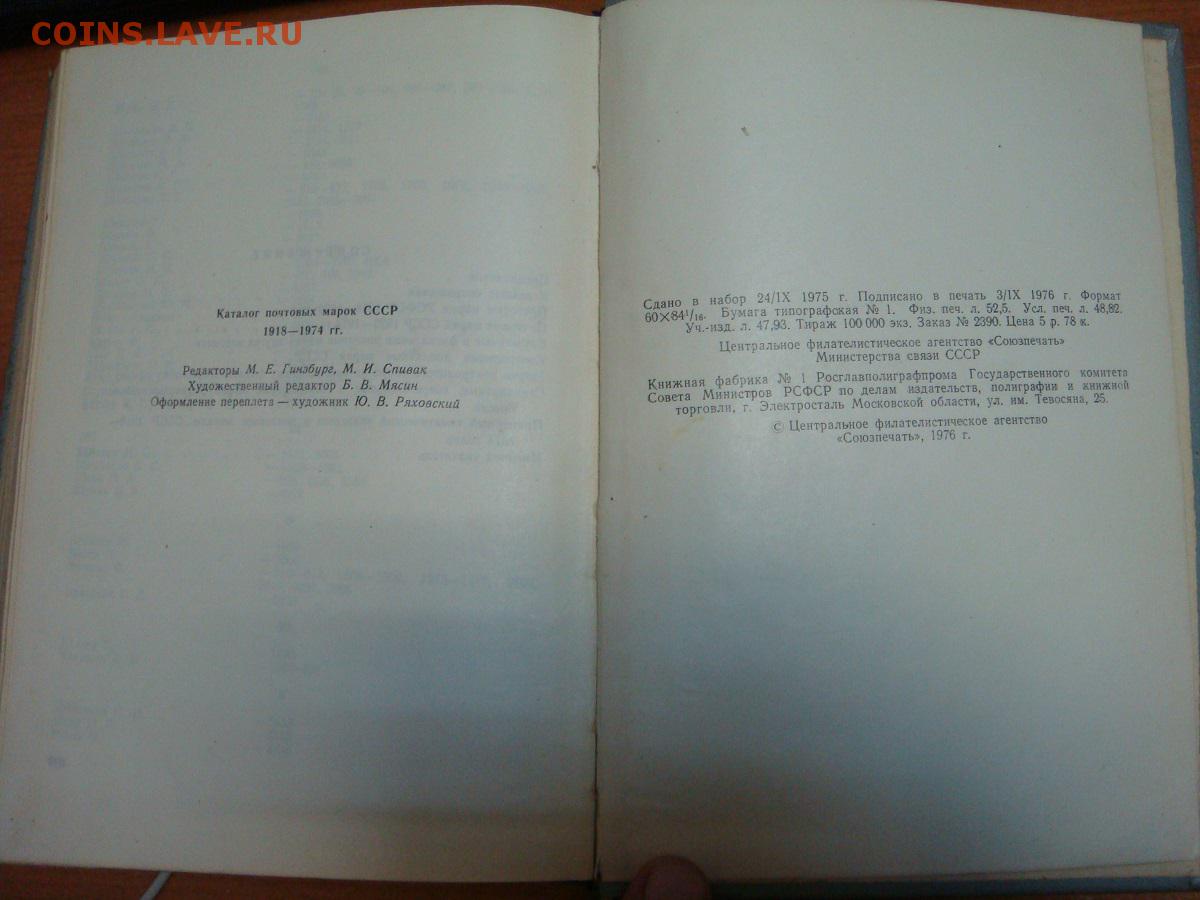 COINS.LAVE.RU
Каталог почтовых марок СССР
1918—1974 гг.
Редакторы М. Е. Гинзбург, М. И. Спивак
Художественный редактор Б. В. Мясин
Оформление переплета — художник Ю. В. Ряховский
Сдано в набор 24/IX 1975 г. Подписано в печать 3/IX 1976 г. Формат
60×84¹/₁₆. Бумага типографская № 1. Физ. печ. л. 52,5. Усл. печ. л. 48,82.
Уч.-изд. л. 47,93. Тираж 100 000 экз. Заказ № 2390. Цена 5 р. 78 к.
Центральное филателистическое агентство «Союзпечать»
Министерства связи СССР
Книжная фабрика № 1 Росглавполиграфпрома Государственного комитета
Совета Министров РСФСР по делам издательств, полиграфии и книжной
торговли, г. Электросталь Московской области, ул. им. Тевосяна, 25.
© Центральное филателистическое агентство
«Союзпечать», 1976 г.